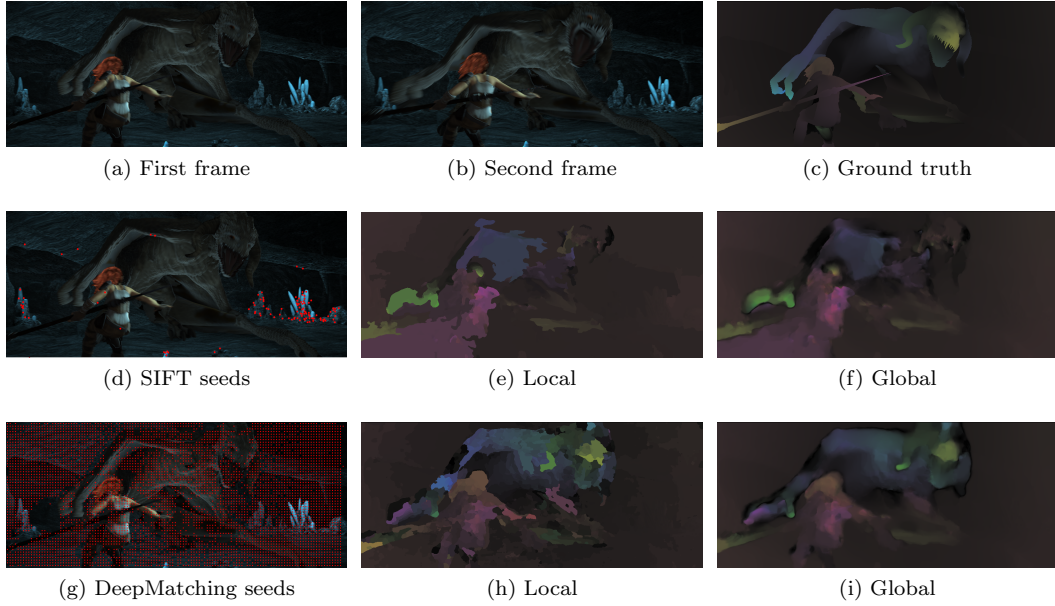 (a) First frame
(b) Second frame
(c) Ground truth
(d) SIFT seeds
(e) Local
(f) Global
(g) DeepMatching seeds
(h) Local
(i) Global